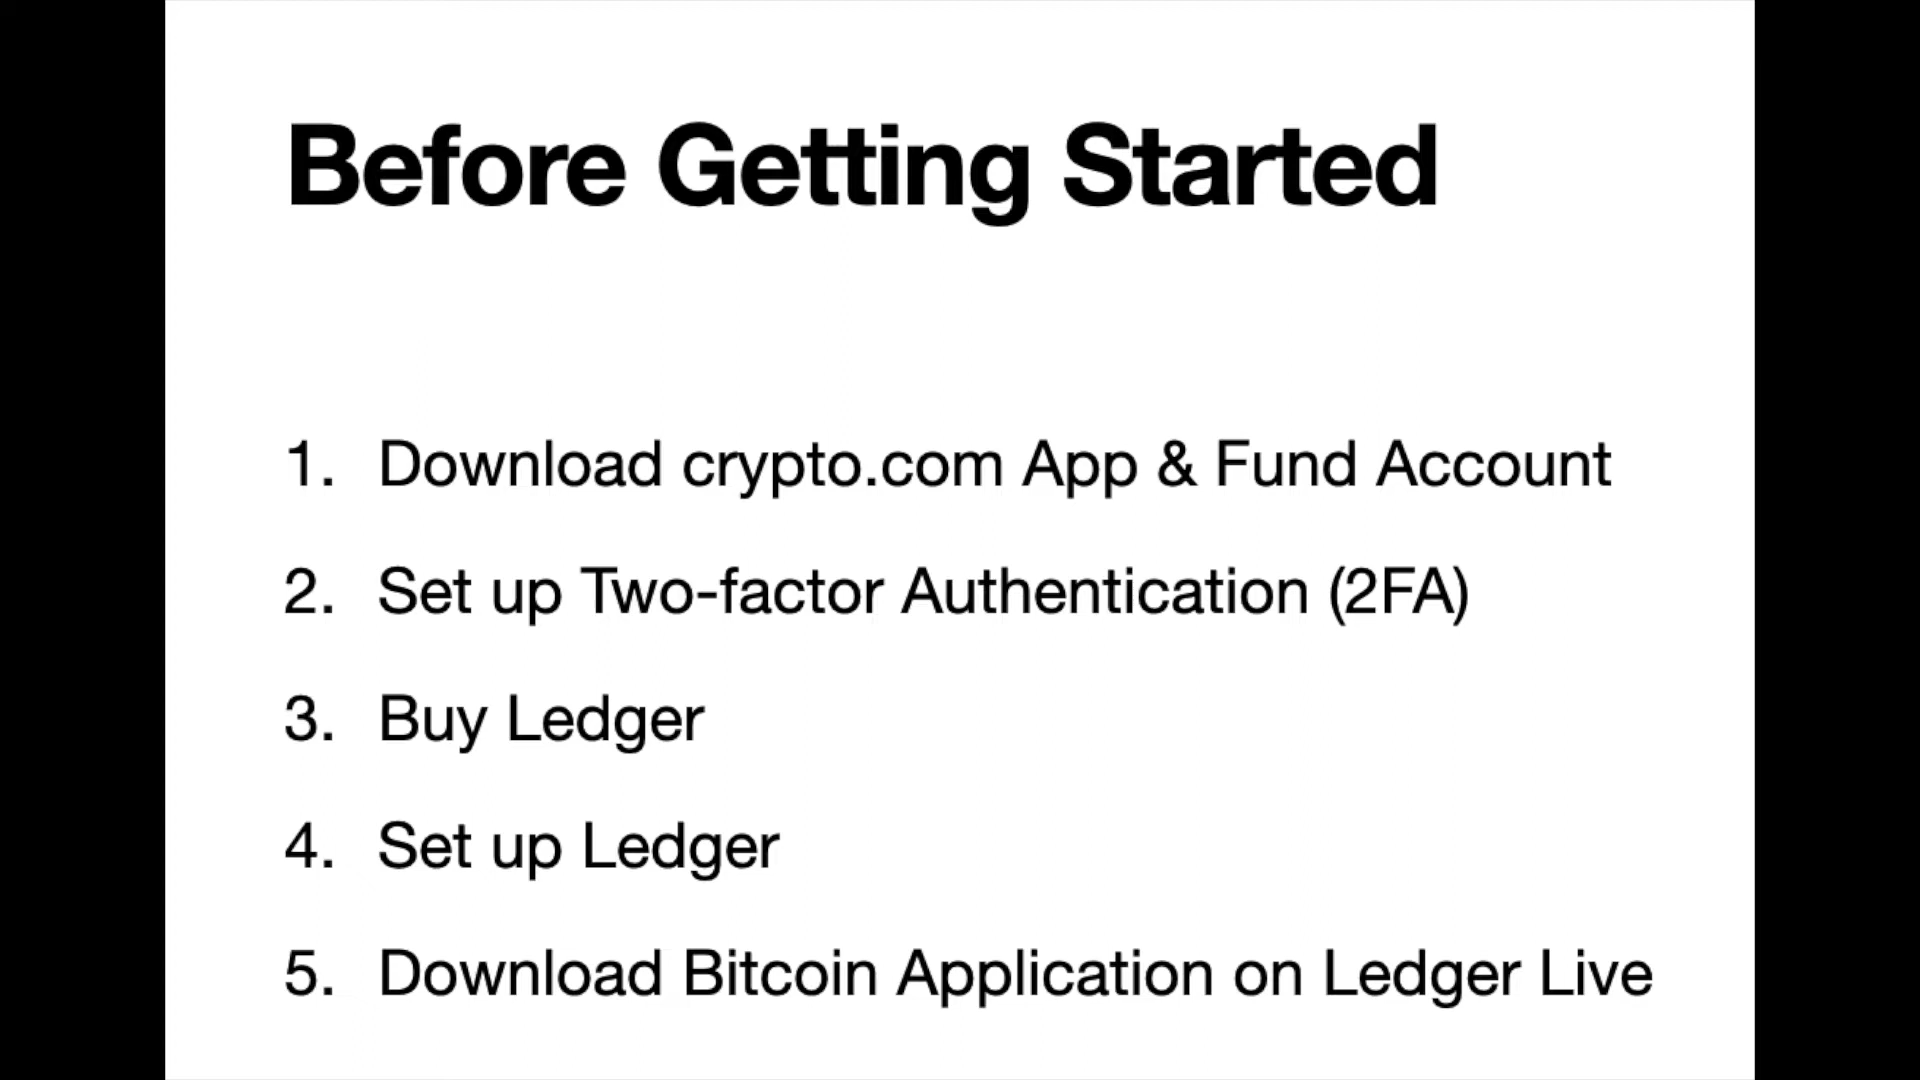 Before Getting Started
1. Download crypto.com App & Fund Account
2. Set up Two-factor Authentication (2FA)
3. Buy Ledger
4. Set up Ledger
5. Download Bitcoin Application on Ledger Live